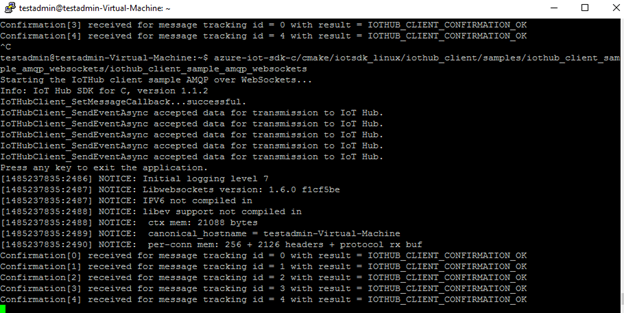 testadmin@testadmin-Virtual-Machine: ~
Confirmation[3] received for message tracking id = 0 with result = IOTHUB_CLIENT_CONFIRMATION_OK
Confirmation[4] received for message tracking id = 4 with result = IOTHUB_CLIENT_CONFIRMATION_OK
^C
testadmin@testadmin-Virtual-Machine:~$ azure-iot-sdk-c/cmake/iotsdk_linux/iothub_client/samples/iothub_client_sam
ple_amqp_websockets/iothub_client_sample_amqp_websockets
Starting the IoTHub client sample AMQP over WebSockets...
Info: IoT Hub SDK for C, version 1.1.2
IoTHubClient_SetMessageCallback...successful.
IoTHubClient_SendEventAsync accepted data for transmission to IoT Hub.
IoTHubClient_SendEventAsync accepted data for transmission to IoT Hub.
IoTHubClient_SendEventAsync accepted data for transmission to IoT Hub.
IoTHubClient_SendEventAsync accepted data for transmission to IoT Hub.
IoTHubClient_SendEventAsync accepted data for transmission to IoT Hub.
Press any key to exit the application.
[1485237835:2486] NOTICE: Initial logging level 7
[1485237835:2487] NOTICE: Libwebsockets version: 1.6.0 f1cf5be
[1485237835:2487] NOTICE: IPV6 not compiled in
[1485237835:2488] NOTICE: libev support not compiled in
[1485237835:2488] NOTICE:  ctx mem: 21088 bytes
[1485237835:2489] NOTICE:  canonical_hostname = testadmin-Virtual-Machine
[1485237835:2490] NOTICE:  per-conn mem: 256 + 2126 headers + protocol rx buf
Confirmation[0] received for message tracking id = 0 with result = IOTHUB_CLIENT_CONFIRMATION_OK
Confirmation[1] received for message tracking id = 1 with result = IOTHUB_CLIENT_CONFIRMATION_OK
Confirmation[2] received for message tracking id = 2 with result = IOTHUB_CLIENT_CONFIRMATION_OK
Confirmation[3] received for message tracking id = 3 with result = IOTHUB_CLIENT_CONFIRMATION_OK
Confirmation[4] received for message tracking id = 4 with result = IOTHUB_CLIENT_CONFIRMATION_OK